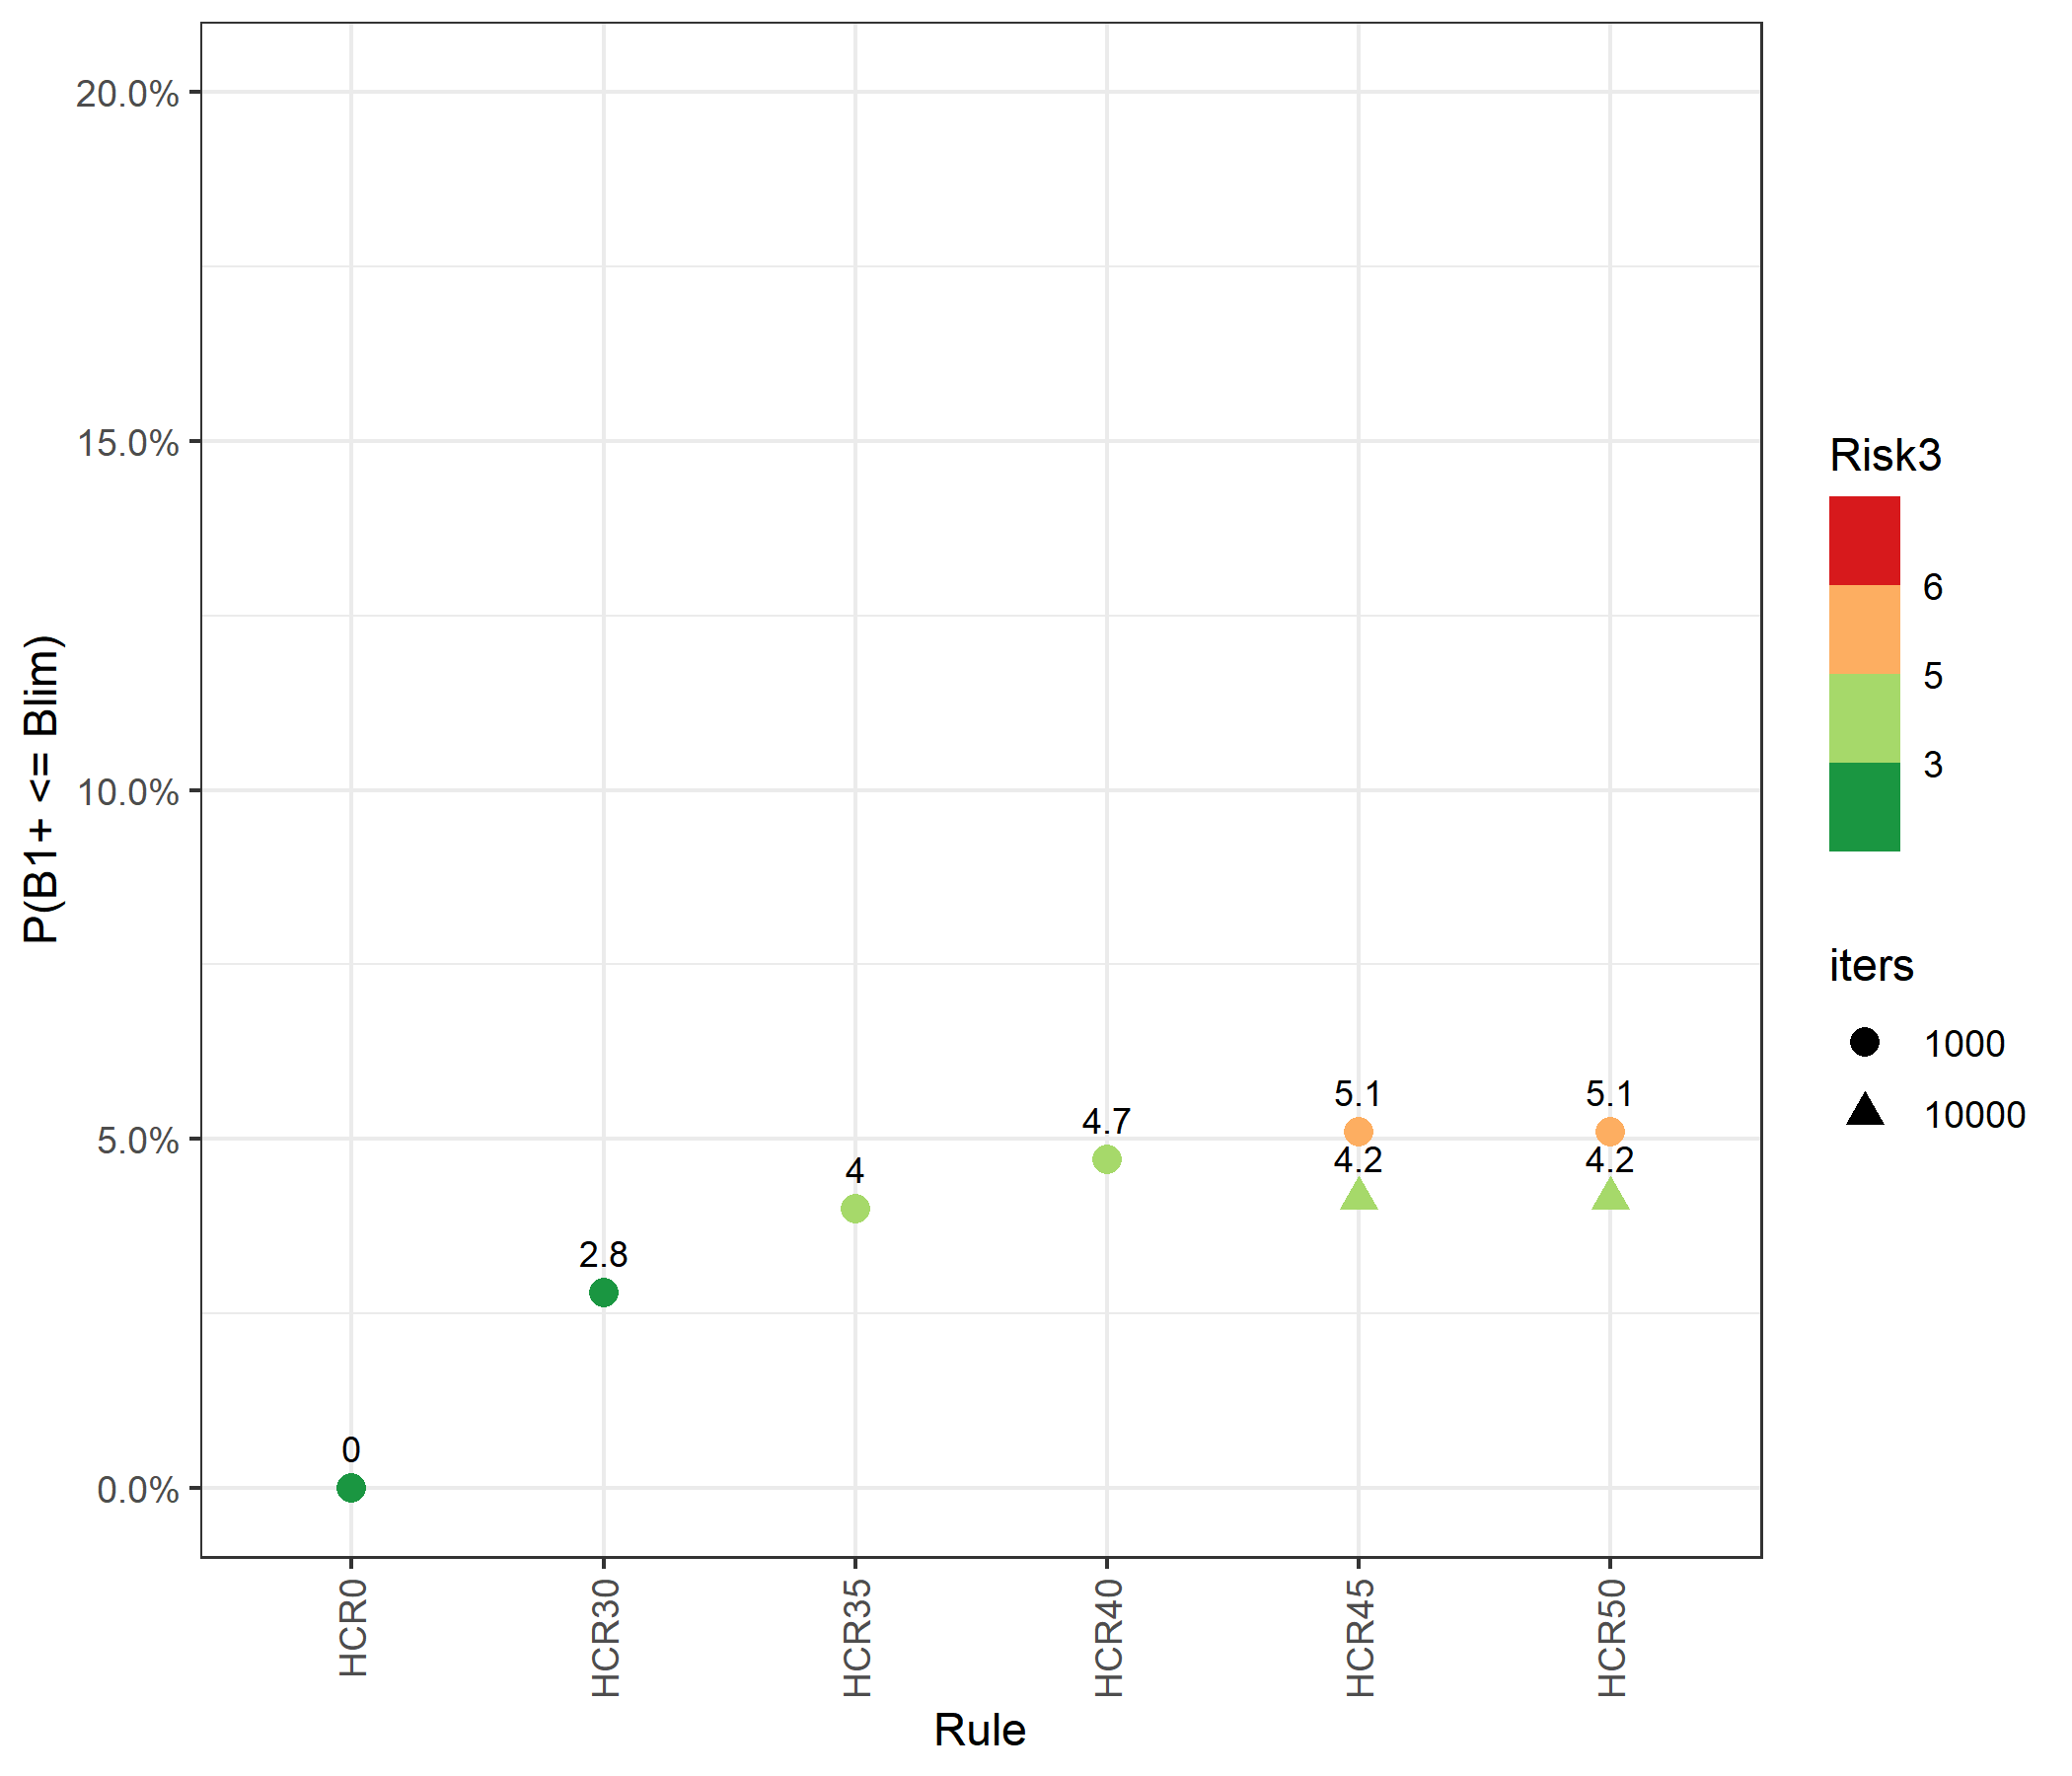 20.0%
15.0%
10.0%
5.0%
0.0%
P(B1+ <= Blim)
0
2.8
4
4.7
5.1
4.2
5.1
4.2
HCR0
HCR30
HCR35
HCR40
HCR45
HCR50
Rule
Risk3
6
5
3
iters
1000
10000